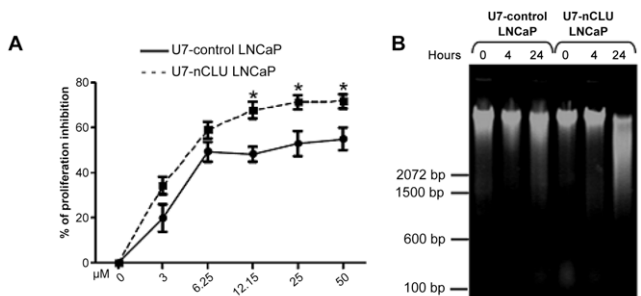 A
U7-control LNCaP
U7-nCLU LNCaP
% of proliferation inhibition
80
60
40
20
0
* * *
µM
0 3 6.25 12.15 25 50
B
U7-control LNCaP
U7-nCLU LNCaP
Hours 0 4 24 0 4 24
2072 bp
1500 bp
600 bp
100 bp